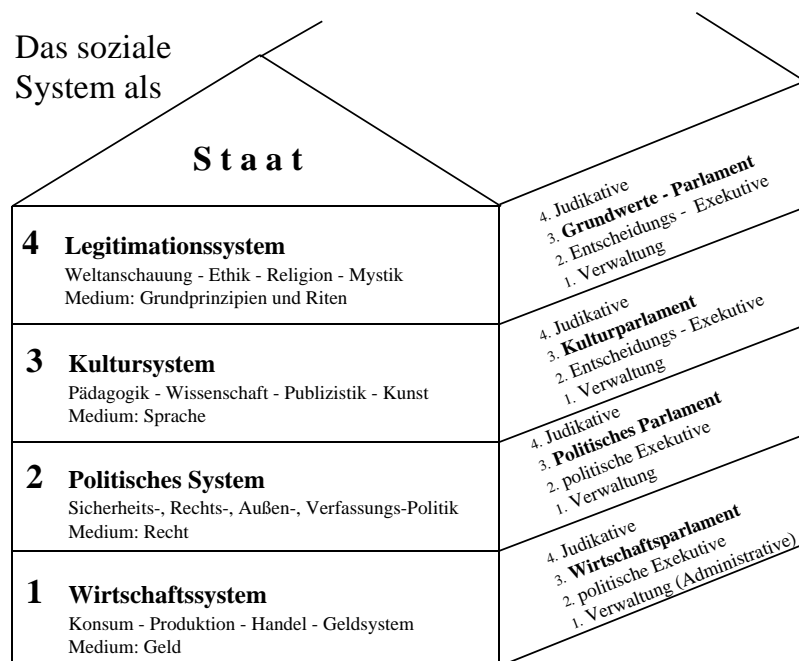 Das soziale
System als
Staat
4 Legitimationssystem
Weltanschauung - Ethik - Religion - Mystik
Medium: Grundprinzipien und Riten
4. Judikative
3. Grundwerte - Parlament
2. Entscheidungs - Exekutive
1. Verwaltung
3 Kultursystem
Pädagogik - Wissenschaft - Publizistik - Kunst
Medium: Sprache
4. Judikative
3. Kulturparlament
2. Entscheidungs - Exekutive
1. Verwaltung
2 Politisches System
Sicherheits-, Rechts-, Außen-, Verfassungs-Politik
Medium: Recht
4. Judikative
3. Politisches Parlament
2. politische Exekutive
1. Verwaltung
1 Wirtschaftssystem
Konsum - Produktion - Handel - Geldsystem
Medium: Geld
4. Judikative
3. Wirtschaftsparlament
2. politische Exekutive
1. Verwaltung (Administrative)